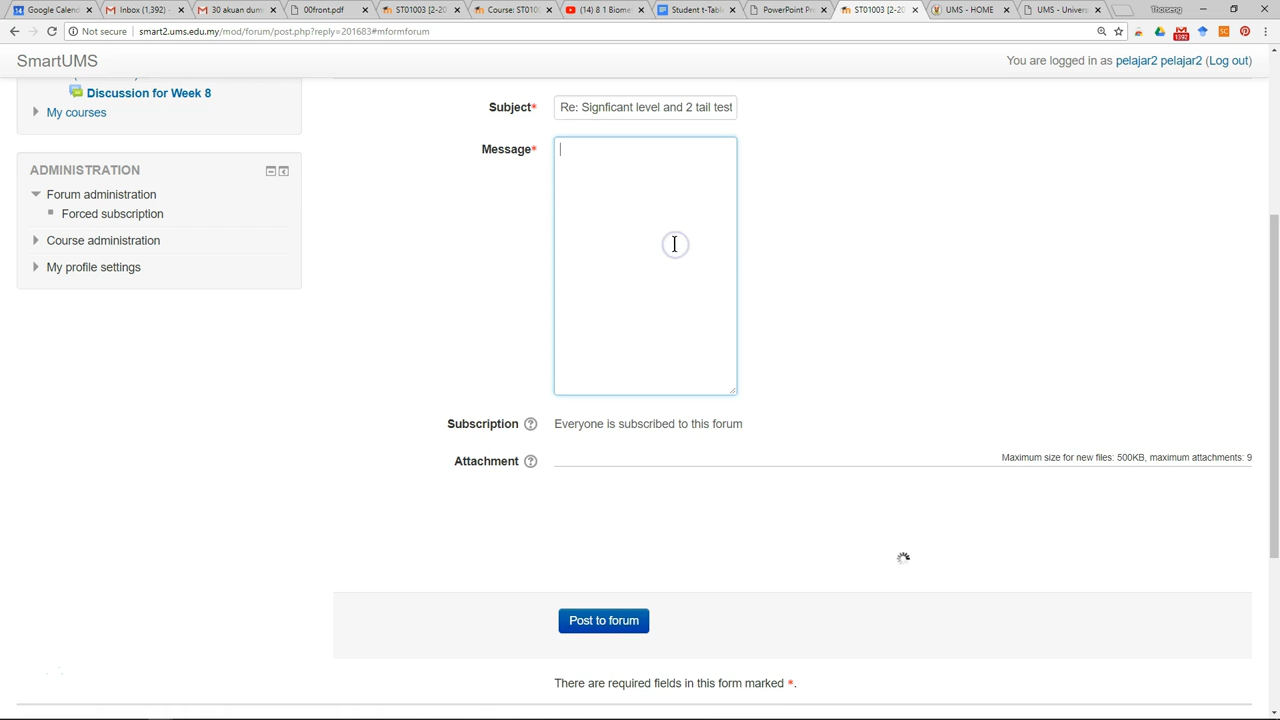 Google Calend
Inbox (1,392) -
30 akuan dum
00front.pdf
ST01003 [2-20
Course: ST010
(14) 8 1 Biome
Student t-Table
PowerPoint Pr
ST01003 [2-20
UMS - HOME
UMS - Univers
Not secure
smart2.ums.edu.my/mod/forum/post.php?reply=201683#mformforum
1392
SC
SmartUMS
You are logged in as pelajar2 pelajar2 (Log out)
Discussion for Week 8
My courses
ADMINISTRATION
Forum administration
Forced subscription
Course administration
My profile settings
Subject*
Re: Signficant level and 2 tail test
Message*
Subscription
Everyone is subscribed to this forum
Attachment
Maximum size for new files: 500KB, maximum attachments: 9
Post to forum
There are required fields in this form marked *.